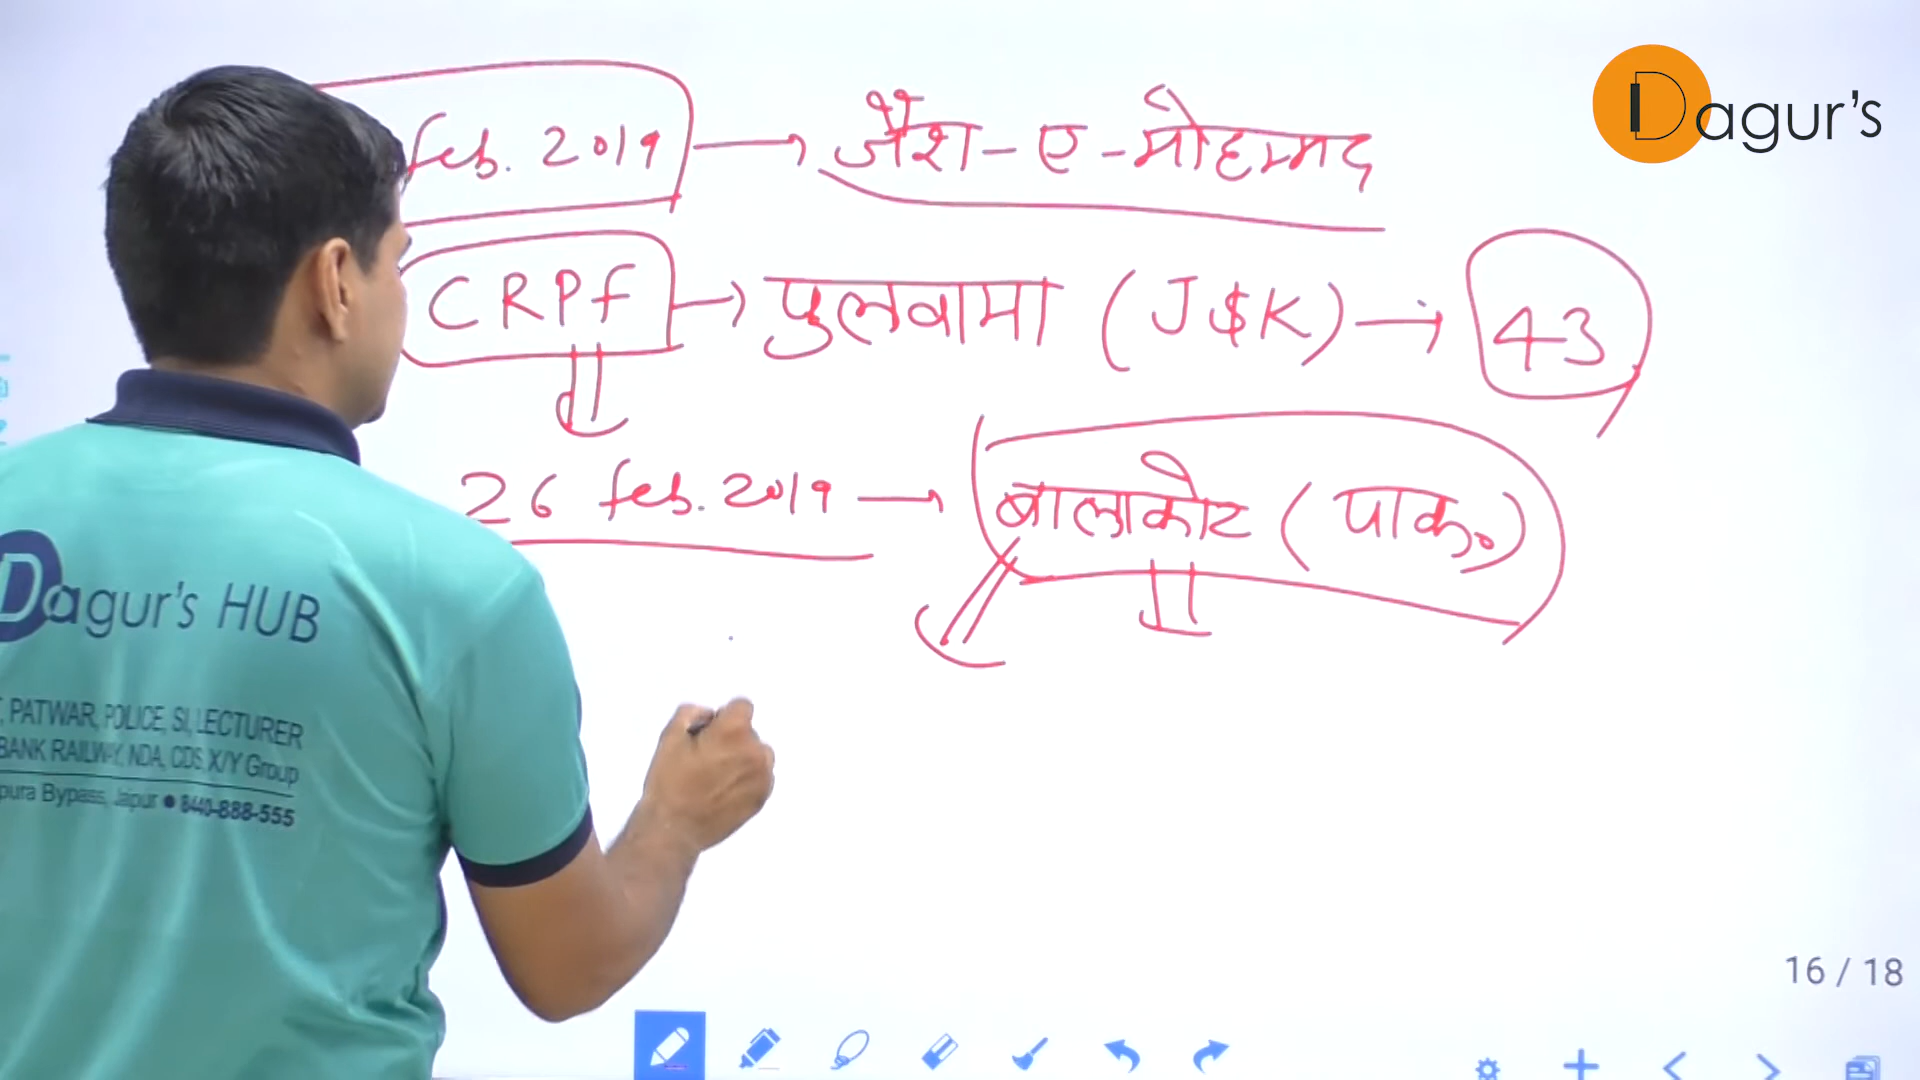 Dagur's
feb. 2019 → जैश-ए-मोहम्मद
CRPF → पुलवामा (J&K) → 43
26 feb. 2019 → बालाकोट (पाक०)
Dagur's HUB
PATWAR, POLICE, SI, LECTURER
BANK RAILWAY, NDA, CDS, X/Y Group
pura Bypass, Jaipur ● 8440-888-555
16 / 18